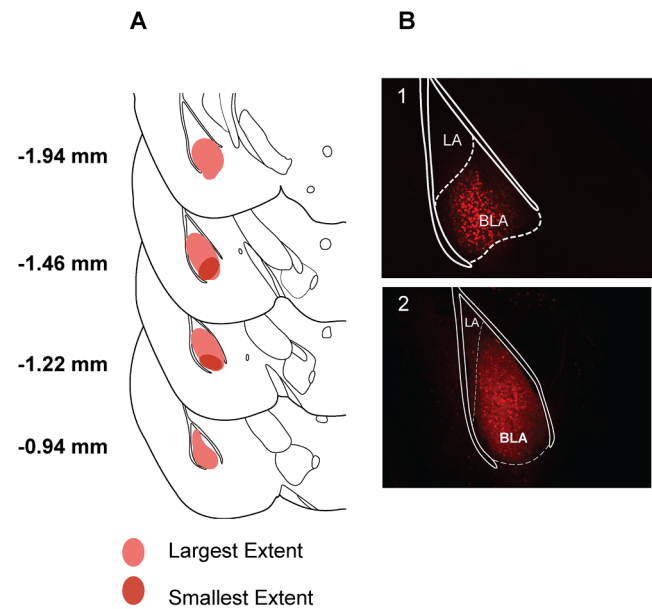 A
B
-1.94 mm
-1.46 mm
-1.22 mm
-0.94 mm
Largest Extent
Smallest Extent
1
LA
BLA
2
LA
BLA